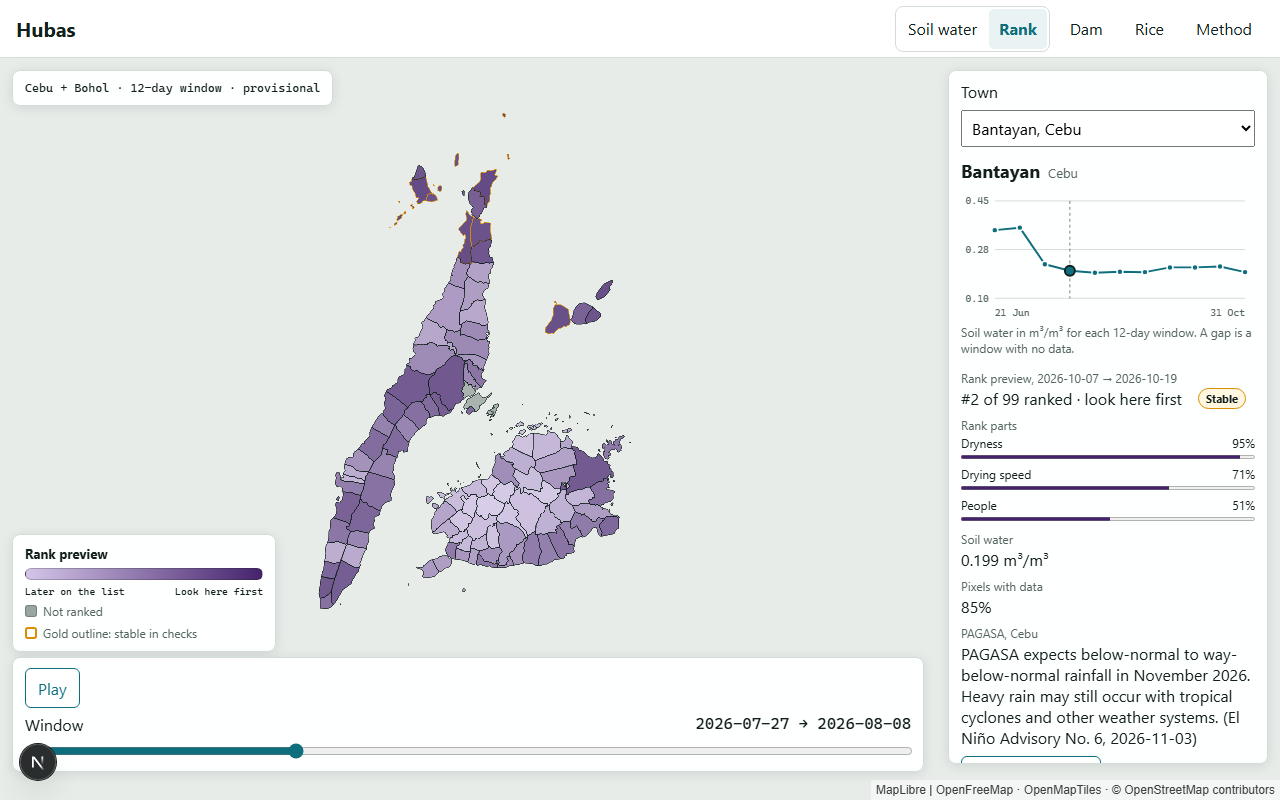 Hubas
Soil water
Rank
Dam
Rice
Method
Cebu + Bohol · 12-day window · provisional
Town
Bantayan, Cebu
Bantayan Cebu
0.45
0.28
0.10
21 Jun
31 Oct
Soil water in m³/m³ for each 12-day window. A gap is a
window with no data.
Rank preview, 2026-10-07 → 2026-10-19
#2 of 99 ranked · look here first
Stable
Rank parts
Dryness 95%
Drying speed 71%
People 51%
Soil water
0.199 m³/m³
Pixels with data
85%
PAGASA, Cebu
PAGASA expects below-normal to way-
below-normal rainfall in November 2026.
Heavy rain may still occur with tropical
cyclones and other weather systems. (El
Niño Advisory No. 6, 2026-11-03)
Rank preview
Later on the list
Look here first
Not ranked
Gold outline: stable in checks
Play
Window
2026-07-27 → 2026-08-08
N
MapLibre | OpenFreeMap · OpenMapTiles · © OpenStreetMap contributors